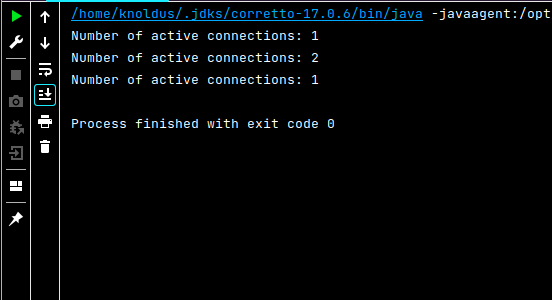 /home/knoldus/.jdks/corretto-17.0.6/bin/java -javaagent:/opt
Number of active connections: 1
Number of active connections: 2
Number of active connections: 1
Process finished with exit code 0